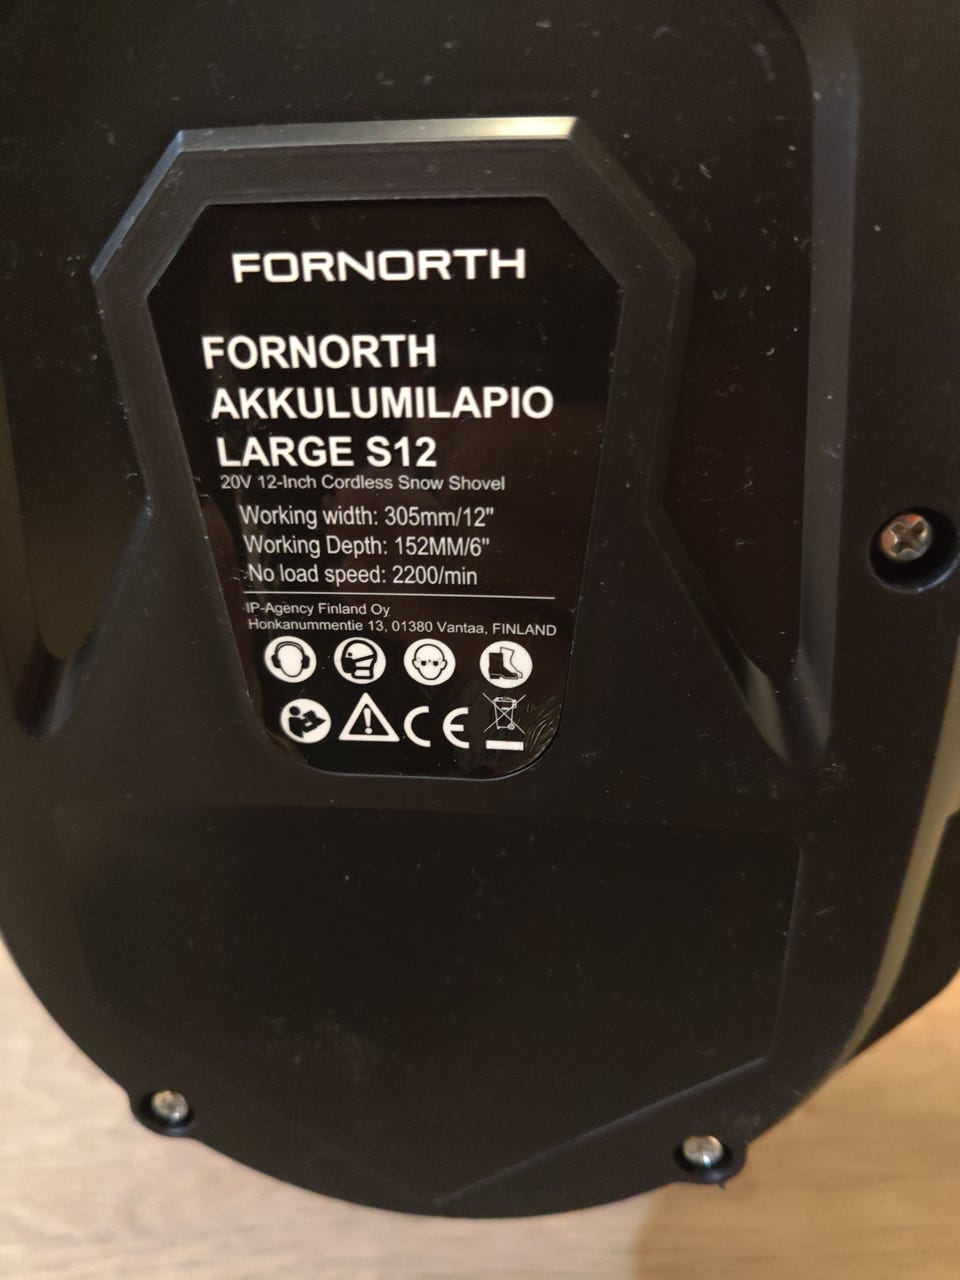 FORNORTH
FORNORTH
AKKULUMILAPIO
LARGE S12
20V 12-Inch Cordless Snow Shovel
Working width: 305mm/12"
Working Depth: 152MM/6"
No load speed: 2200/min
IP-Agency Finland Oy
Honkanummentie 13, 01380 Vantaa, FINLAND
CE